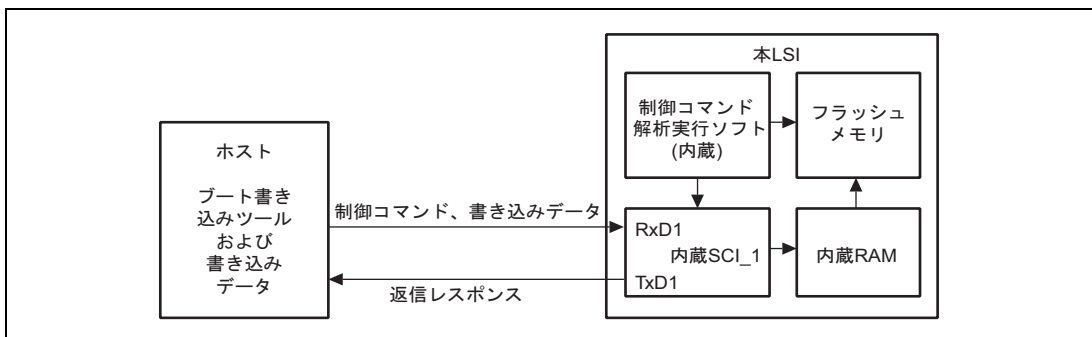 本LSI
制御コマンド
解析実行ソフト
(内蔵)
フラッシュ
メモリ
ホスト
ブート書き
込みツール
および
書き込み
データ
制御コマンド、書き込みデータ
返信レスポンス
RxD1
内蔵SCI_1
TxD1
内蔵RAM